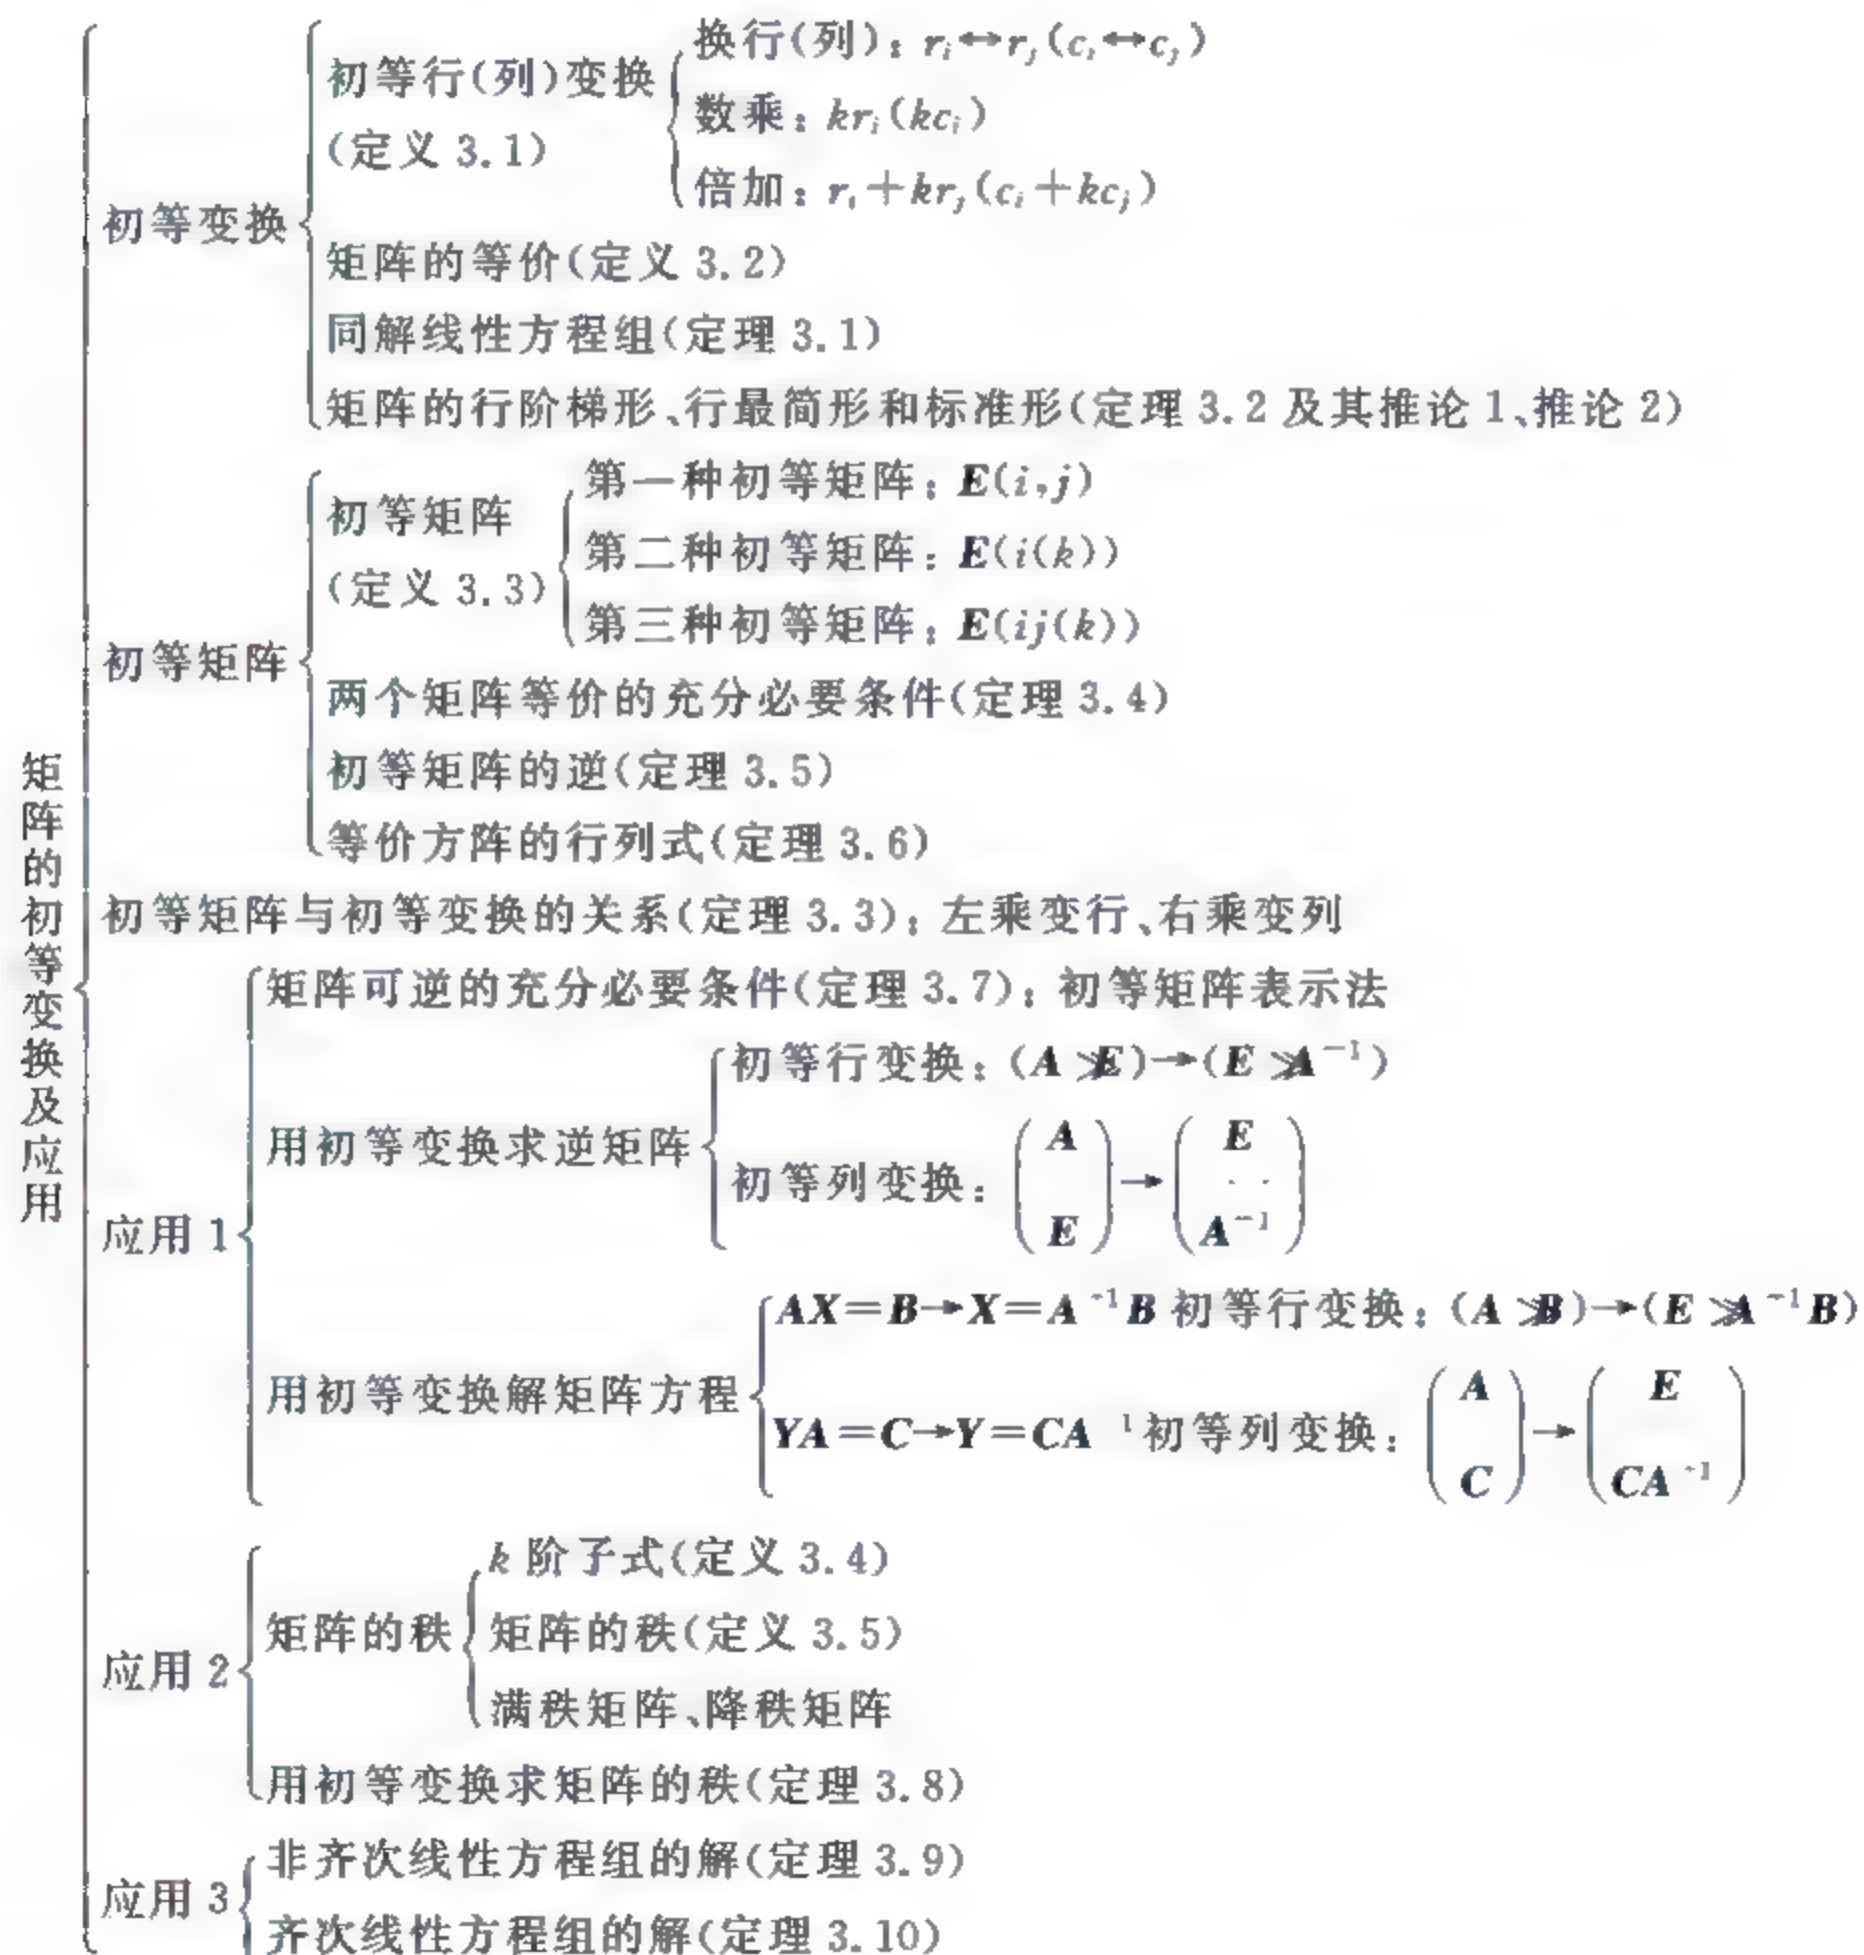 矩阵的初等变换及应用
初等变换
初等行(列)变换
(定义 3.1)
换行(列)：r_i↔r_j(c_i↔c_j)
数乘：kr_i(kc_i)
倍加：r_i+kr_j(c_i+kc_j)
矩阵的等价(定义 3.2)
同解线性方程组(定理 3.1)
矩阵的行阶梯形、行最简形和标准形(定理 3.2 及其推论 1、推论 2)
初等矩阵
初等矩阵
(定义 3.3)
第一种初等矩阵：E(i,j)
第二种初等矩阵：E(i(k))
第三种初等矩阵：E(ij(k))
两个矩阵等价的充分必要条件(定理 3.4)
初等矩阵的逆(定理 3.5)
等价方阵的行列式(定理 3.6)
初等矩阵与初等变换的关系(定理 3.3)：左乘变行、右乘变列
应用 1
矩阵可逆的充分必要条件(定理 3.7)：初等矩阵表示法
用初等变换求逆矩阵
初等行变换：(A ⋮ E)→(E ⋮ A⁻¹)
初等列变换：(A E)→(E A⁻¹)
用初等变换解矩阵方程
AX=B→X=A⁻¹B 初等行变换：(A ⋮ B)→(E ⋮ A⁻¹B)
YA=C→Y=CA⁻¹初等列变换：(A C)→(E CA⁻¹)
应用 2
矩阵的秩
k 阶子式(定义 3.4)
矩阵的秩(定义 3.5)
满秩矩阵、降秩矩阵
用初等变换求矩阵的秩(定理 3.8)
应用 3
非齐次线性方程组的解(定理 3.9)
齐次线性方程组的解(定理 3.10)